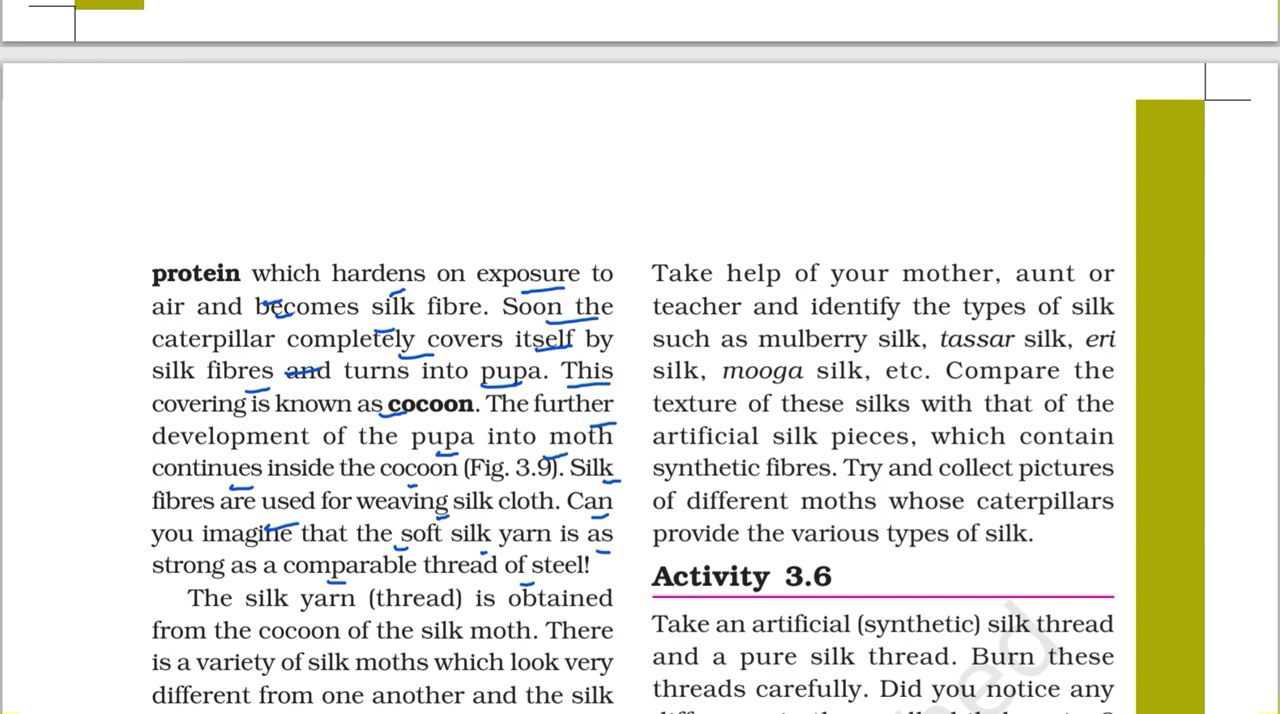 protein which hardens on exposure to
air and becomes silk fibre. Soon the
caterpillar completely covers itself by
silk fibres and turns into pupa. This
covering is known as cocoon. The further
development of the pupa into moth
continues inside the cocoon (Fig. 3.9). Silk
fibres are used for weaving silk cloth. Can
you imagine that the soft silk yarn is as
strong as a comparable thread of steel!
The silk yarn (thread) is obtained
from the cocoon of the silk moth. There
is a variety of silk moths which look very
different from one another and the silk
Take help of your mother, aunt or
teacher and identify the types of silk
such as mulberry silk, tassar silk, eri
silk, mooga silk, etc. Compare the
texture of these silks with that of the
artificial silk pieces, which contain
synthetic fibres. Try and collect pictures
of different moths whose caterpillars
provide the various types of silk.
Activity 3.6
Take an artificial (synthetic) silk thread
and a pure silk thread. Burn these
threads carefully. Did you notice any